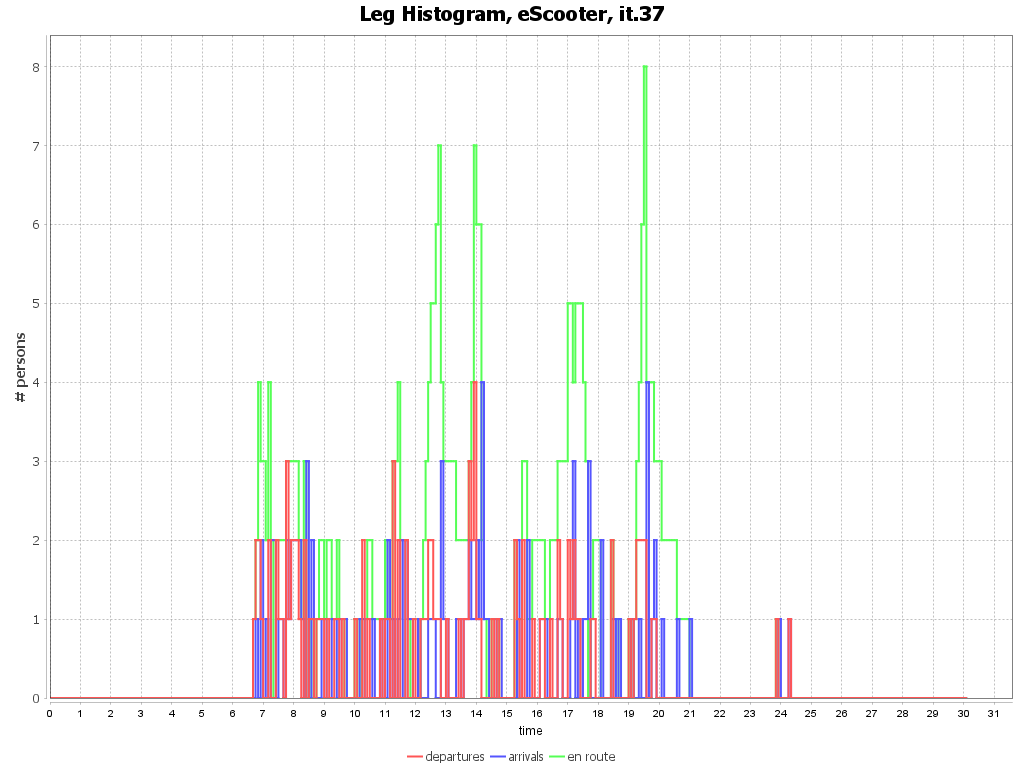 Leg Histogram, eScooter, it.37
8
7
6
5
4
3
2
1
0
# persons
0 1 2 3 4 5 6 7 8 9 10 11 12 13 14 15 16 17 18 19 20 21 22 23 24 25 26 27 28 29 30 31
time
departures arrivals en route